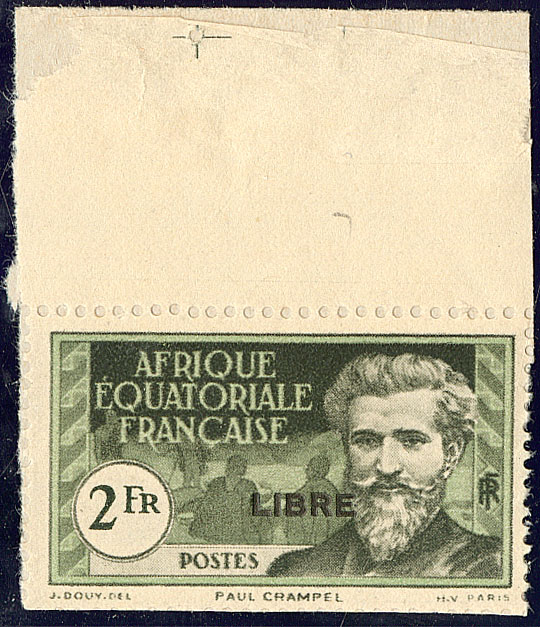 AFRIQUE
ÉQUATORIALE
FRANÇAISE
LIBRE
2 FR
RF
POSTES
J. DOUY. DEL PAUL CRAMPEL H.V. PARIS